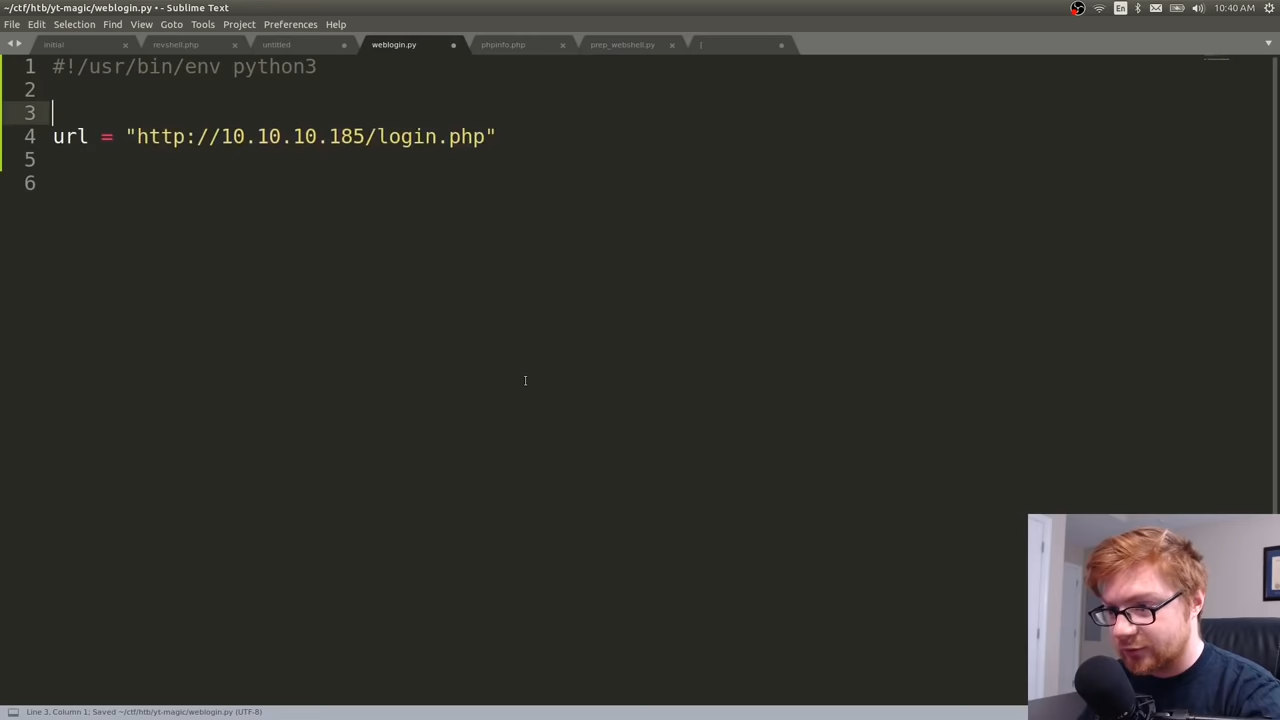 ~/ctf/htb/yt-magic/weblogin.py • - Sublime Text
En
10:40 AM
File Edit Selection Find View Goto Tools Project Preferences Help
initial
revshell.php
untitled
weblogin.py
phpinfo.php
prep_webshell.py
[
1 #!/usr/bin/env python3
2
3
4 url = "http://10.10.10.185/login.php"
5
6
Line 3, Column 1; Saved ~/ctf/htb/yt-magic/weblogin.py (UTF-8)